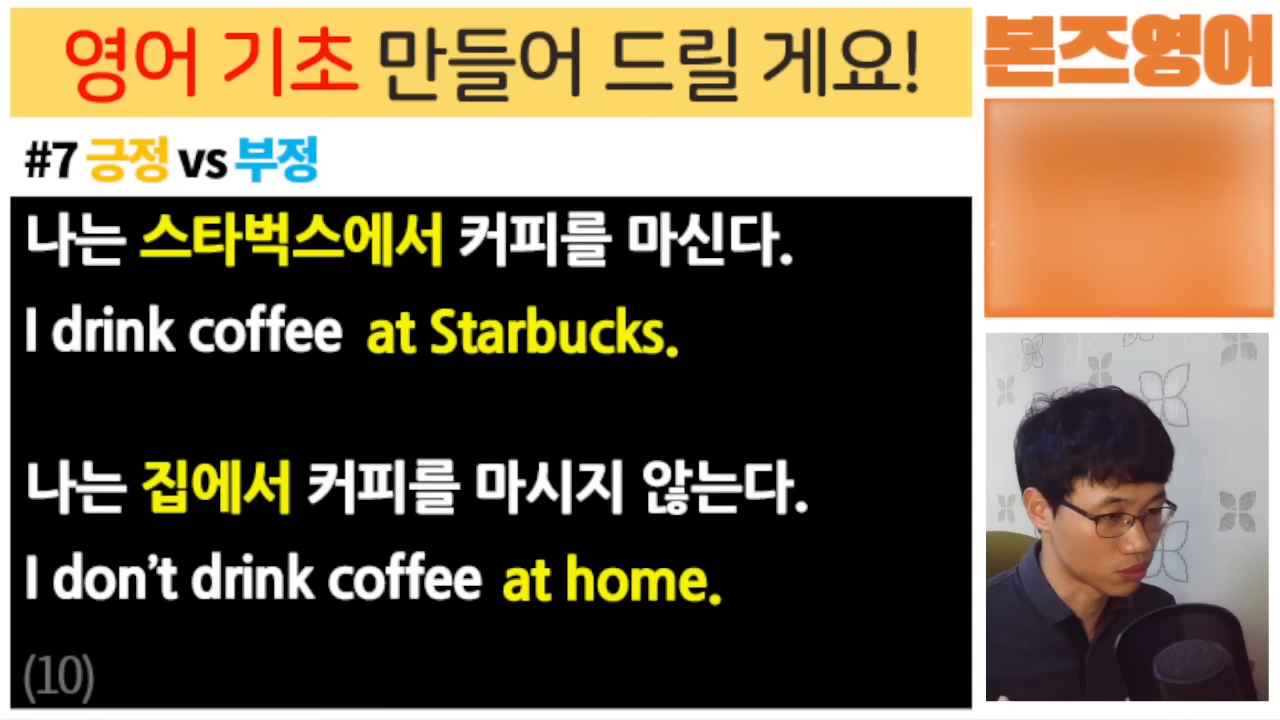 영어 기초 만들어 드릴 게요!
본즈영어
#7 긍정 vs 부정
나는 스타벅스에서 커피를 마신다.
I drink coffee at Starbucks.
나는 집에서 커피를 마시지 않는다.
I don’t drink coffee at home.
(10)